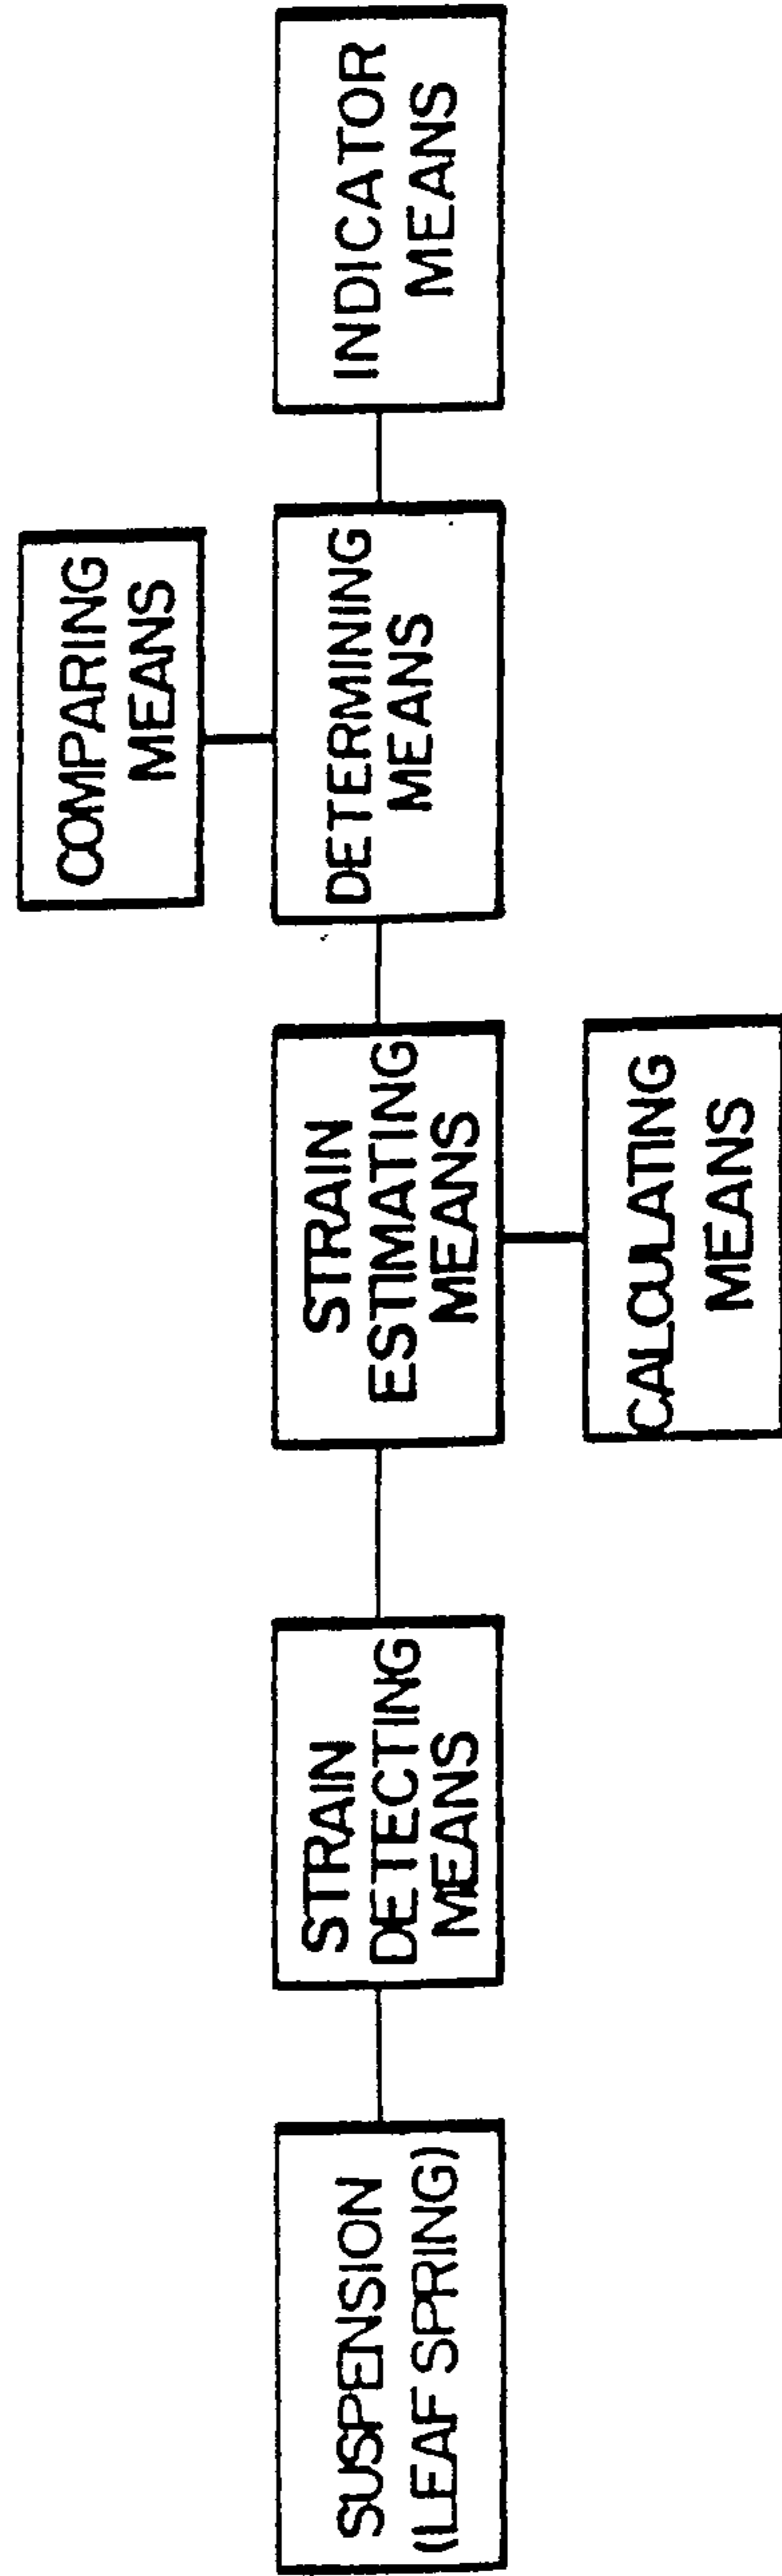 SUSPENSION
(LEAF SPRING)
STRAIN
DETECTING
MEANS
STRAIN
ESTIMATING
MEANS
CALCULATING
MEANS
DETERMINING
MEANS
COMPARING
MEANS
INDICATOR
MEANS